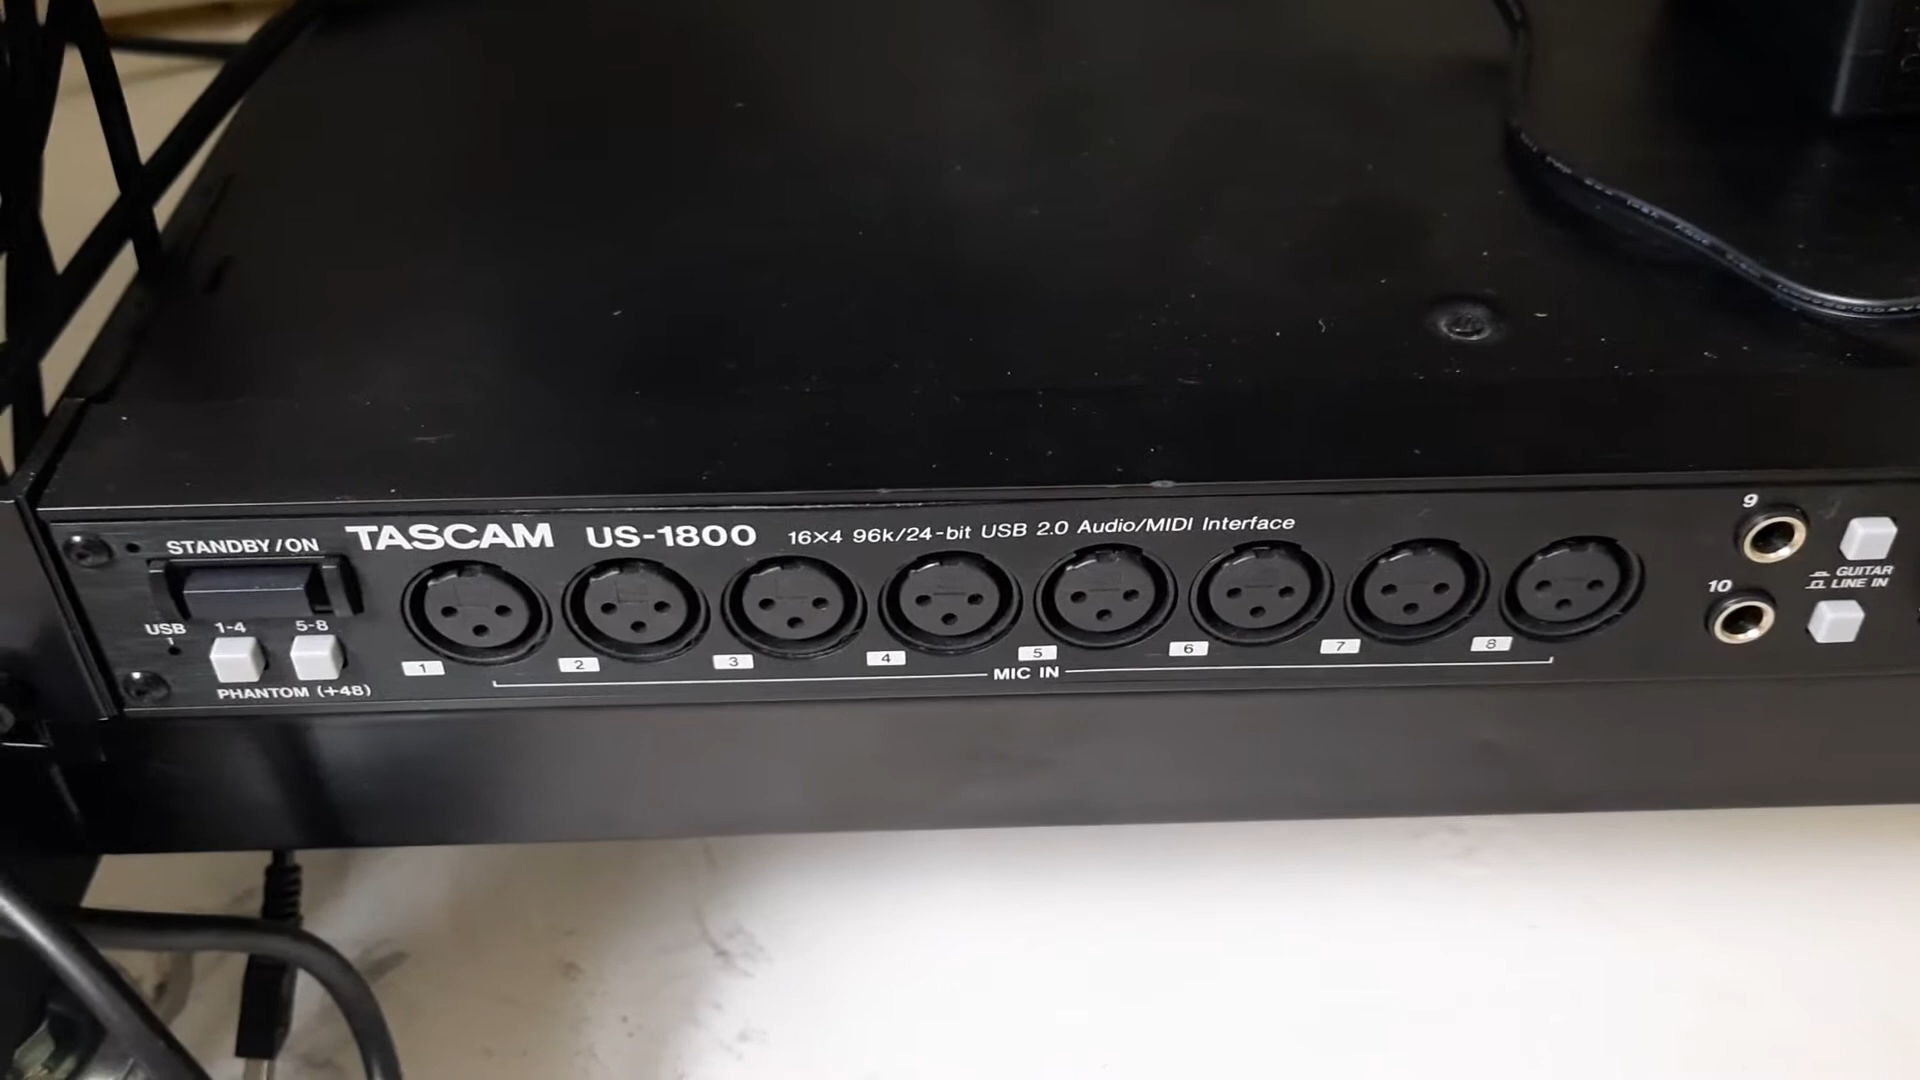 STANDBY/ON
TASCAM US-1800 16×4 96k/24-bit USB 2.0 Audio/MIDI Interface
USB
1-4
5-8
PHANTOM (+48)
1
2
3
4
5
6
7
8
MIC IN
9
10
GUITAR
LINE IN